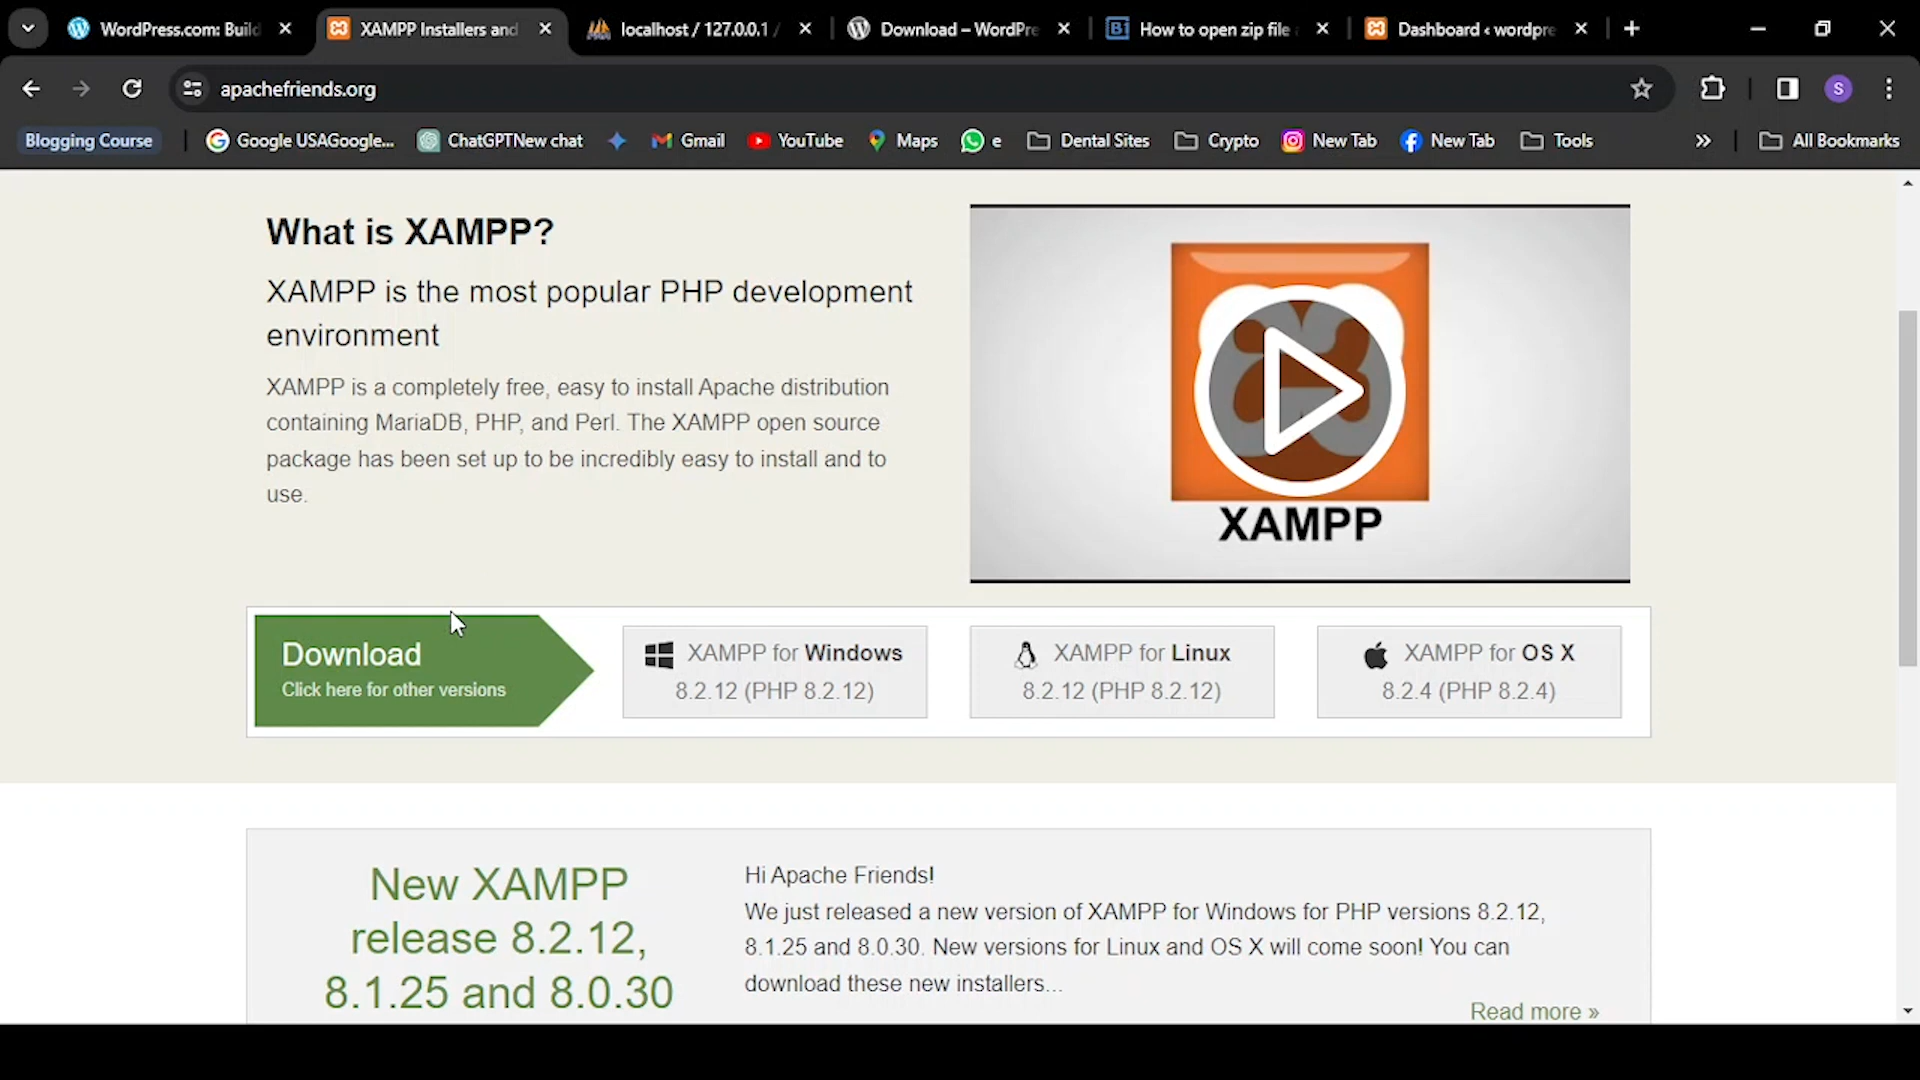 WordPress.com: Build
XAMPP Installers and
localhost / 127.0.0.1 /
Download – WordPre
B1
How to open zip file
Dashboard ‹ wordpre
apachefriends.org
S
Blogging Course
Google USAGoogle...
ChatGPTNew chat
Gmail
YouTube
Maps
e
Dental Sites
Crypto
New Tab
New Tab
Tools
»
All Bookmarks
What is XAMPP?
XAMPP is the most popular PHP development
environment
XAMPP is a completely free, easy to install Apache distribution
containing MariaDB, PHP, and Perl. The XAMPP open source
package has been set up to be incredibly easy to install and to
use.
XAMPP
Download
Click here for other versions
XAMPP for Windows
8.2.12 (PHP 8.2.12)
XAMPP for Linux
8.2.12 (PHP 8.2.12)
XAMPP for OS X
8.2.4 (PHP 8.2.4)
New XAMPP
release 8.2.12,
8.1.25 and 8.0.30
Hi Apache Friends!
We just released a new version of XAMPP for Windows for PHP versions 8.2.12,
8.1.25 and 8.0.30. New versions for Linux and OS X will come soon! You can
download these new installers...
Read more »